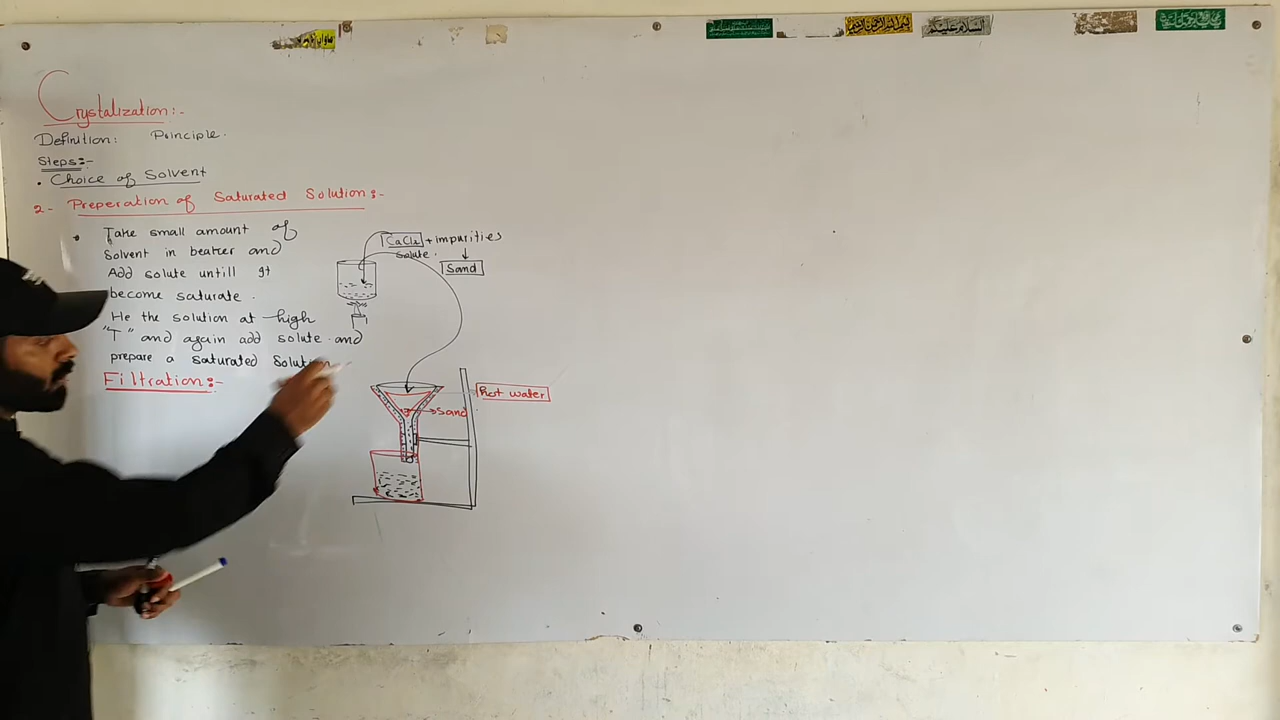 Crystalization:-
Definition: Principle.
Steps:-
. Choice of Solvent
2- Preperation of Saturated Solution:-
Take small amount of
Solvent in beaker and
Add solute untill It
become saturate.
He the solution at high
"T" and again add solute and
prepare a saturated Solution
Filtration:-
CaCl2 + impurities
Solute.
Sand
hot water
Sand
السلام علیکم